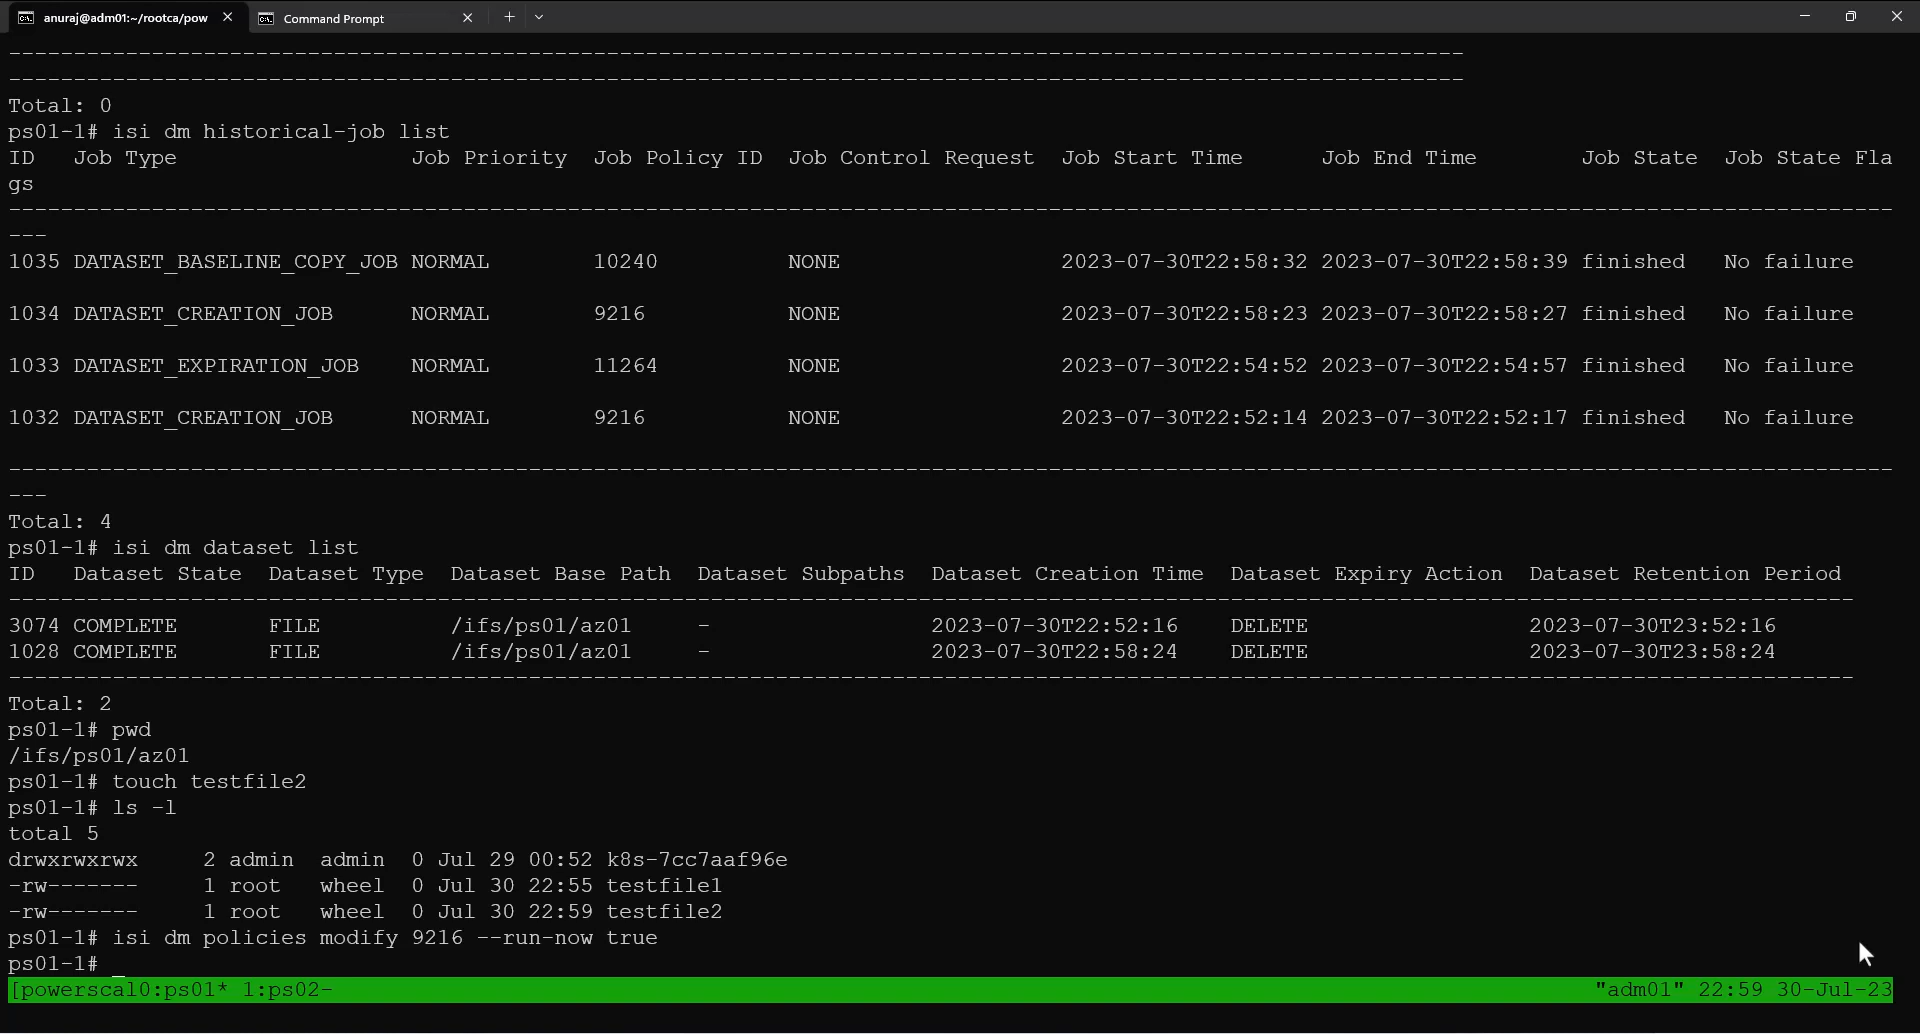 anuraj@adm01:~/rootca/pow
Command Prompt
--------------------------------------------------------------------------------------------------------------------
--------------------------------------------------------------------------------------------------------------------
Total: 0
ps01-1# isi dm historical-job list
ID   Job Type                  Job Priority  Job Policy ID  Job Control Request  Job Start Time      Job End Time        Job State  Job State Fla
gs
-------------------------------------------------------------------------------------------------------------------------------------------------
---
1035 DATASET_BASELINE_COPY_JOB NORMAL        10240          NONE                 2023-07-30T22:58:32 2023-07-30T22:58:39 finished   No failure
1034 DATASET_CREATION_JOB      NORMAL        9216           NONE                 2023-07-30T22:58:23 2023-07-30T22:58:27 finished   No failure
1033 DATASET_EXPIRATION_JOB    NORMAL        11264          NONE                 2023-07-30T22:54:52 2023-07-30T22:54:57 finished   No failure
1032 DATASET_CREATION_JOB      NORMAL        9216           NONE                 2023-07-30T22:52:14 2023-07-30T22:52:17 finished   No failure
-------------------------------------------------------------------------------------------------------------------------------------------------
---
Total: 4
ps01-1# isi dm dataset list
ID   Dataset State  Dataset Type  Dataset Base Path  Dataset Subpaths  Dataset Creation Time  Dataset Expiry Action  Dataset Retention Period
----------------------------------------------------------------------------------------------------------------------------------------------
3074 COMPLETE       FILE          /ifs/ps01/az01     -                 2023-07-30T22:52:16    DELETE                 2023-07-30T23:52:16
1028 COMPLETE       FILE          /ifs/ps01/az01     -                 2023-07-30T22:58:24    DELETE                 2023-07-30T23:58:24
----------------------------------------------------------------------------------------------------------------------------------------------
Total: 2
ps01-1# pwd
/ifs/ps01/az01
ps01-1# touch testfile2
ps01-1# ls -l
total 5
drwxrwxrwx     2 admin  admin  0 Jul 29 00:52 k8s-7cc7aaf96e
-rw-------     1 root   wheel  0 Jul 30 22:55 testfile1
-rw-------     1 root   wheel  0 Jul 30 22:59 testfile2
ps01-1# isi dm policies modify 9216 --run-now true
ps01-1# _
[powerscal0:ps01* 1:ps02-    "adm01" 22:59 30-Jul-23